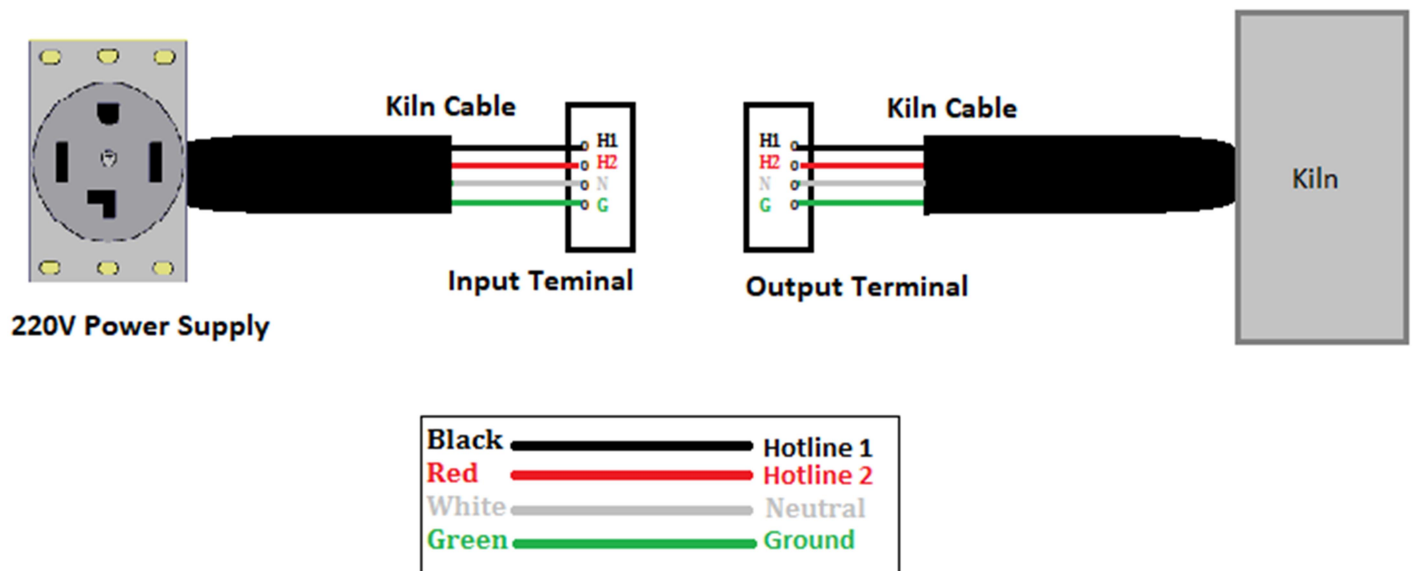 Kiln Cable
Kiln Cable
H1
H2
N
G
H1
H2
N
G
Kiln
Input Teminal
Output Terminal
220V Power Supply
Black Hotline 1
Red Hotline 2
White Neutral
Green Ground